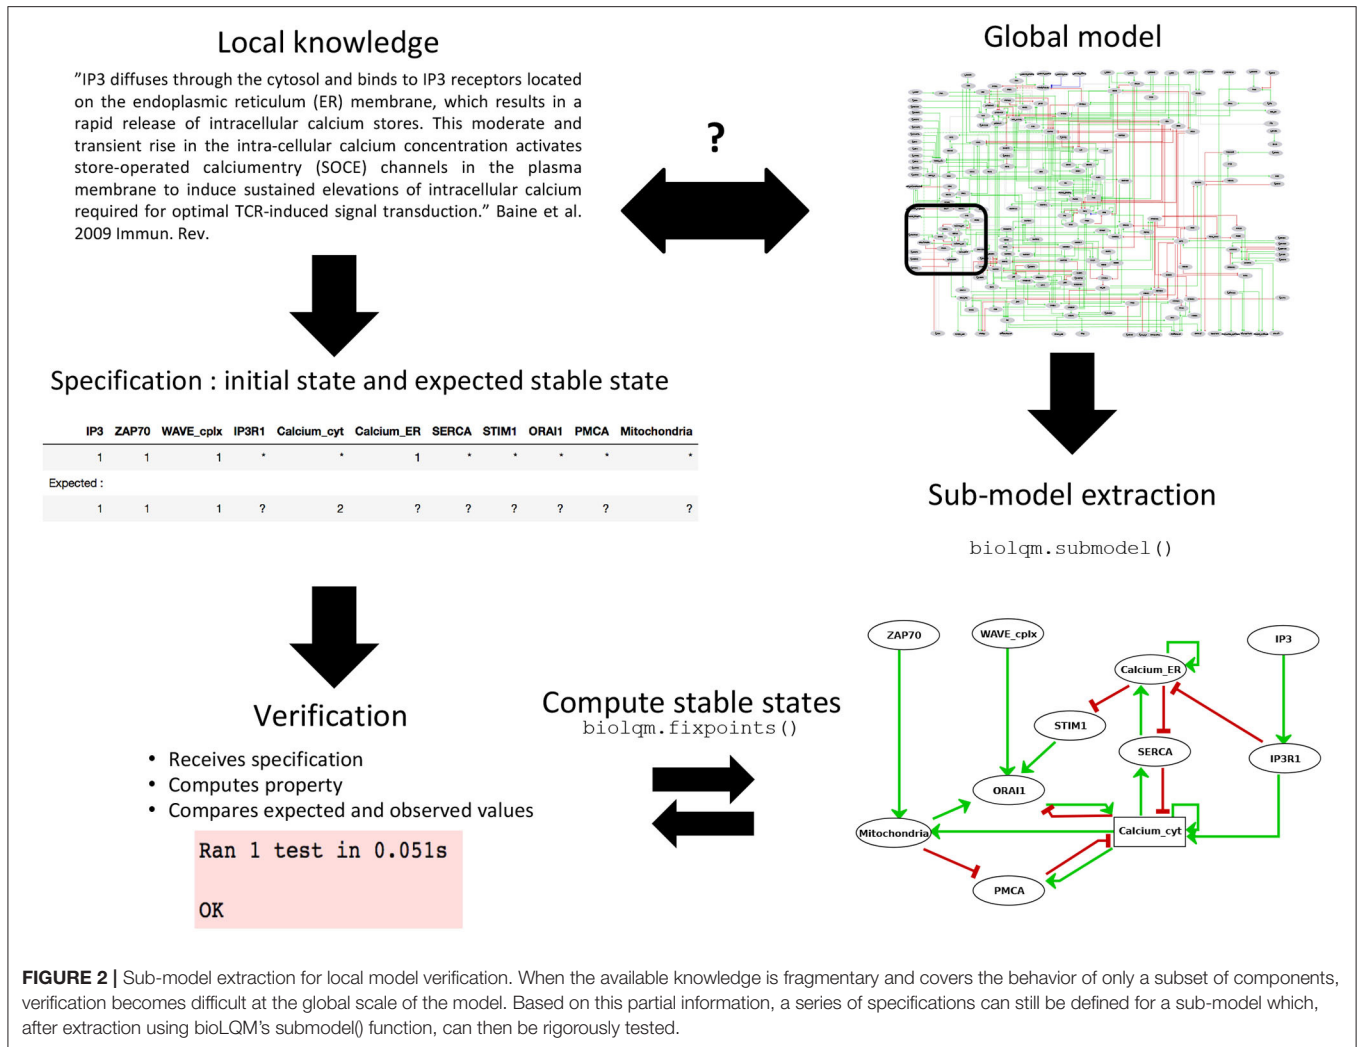 Local knowledge
"IP3 diffuses through the cytosol and binds to IP3 receptors located
on the endoplasmic reticulum (ER) membrane, which results in a
rapid release of intracellular calcium stores. This moderate and
transient rise in the intra-cellular calcium concentration activates
store-operated calciumentry (SOCE) channels in the plasma
membrane to induce sustained elevations of intracellular calcium
required for optimal TCR-induced signal transduction." Baine et al.
2009 Immun. Rev.
?
Global model
Specification : initial state and expected stable state
IP3 ZAP70 WAVE_cplx IP3R1 Calcium_cyt Calcium_ER SERCA STIM1 ORAI1 PMCA Mitochondria
1 1 1 * * 1 * * * * *
Expected :
1 1 1 ? 2 ? ? ? ? ? ?
Sub-model extraction
biolqm.submodel()
Verification
• Receives specification
• Computes property
• Compares expected and observed values
Ran 1 test in 0.051s
OK
Compute stable states
biolqm.fixpoints()
ZAP70
WAVE_cplx
IP3
Calcium_ER
STIM1
SERCA
IP3R1
ORAI1
Mitochondria
Calcium_cyt
PMCA
FIGURE 2 | Sub-model extraction for local model verification. When the available knowledge is fragmentary and covers the behavior of only a subset of components,
verification becomes difficult at the global scale of the model. Based on this partial information, a series of specifications can still be defined for a sub-model which,
after extraction using bioLQM's submodel() function, can then be rigorously tested.